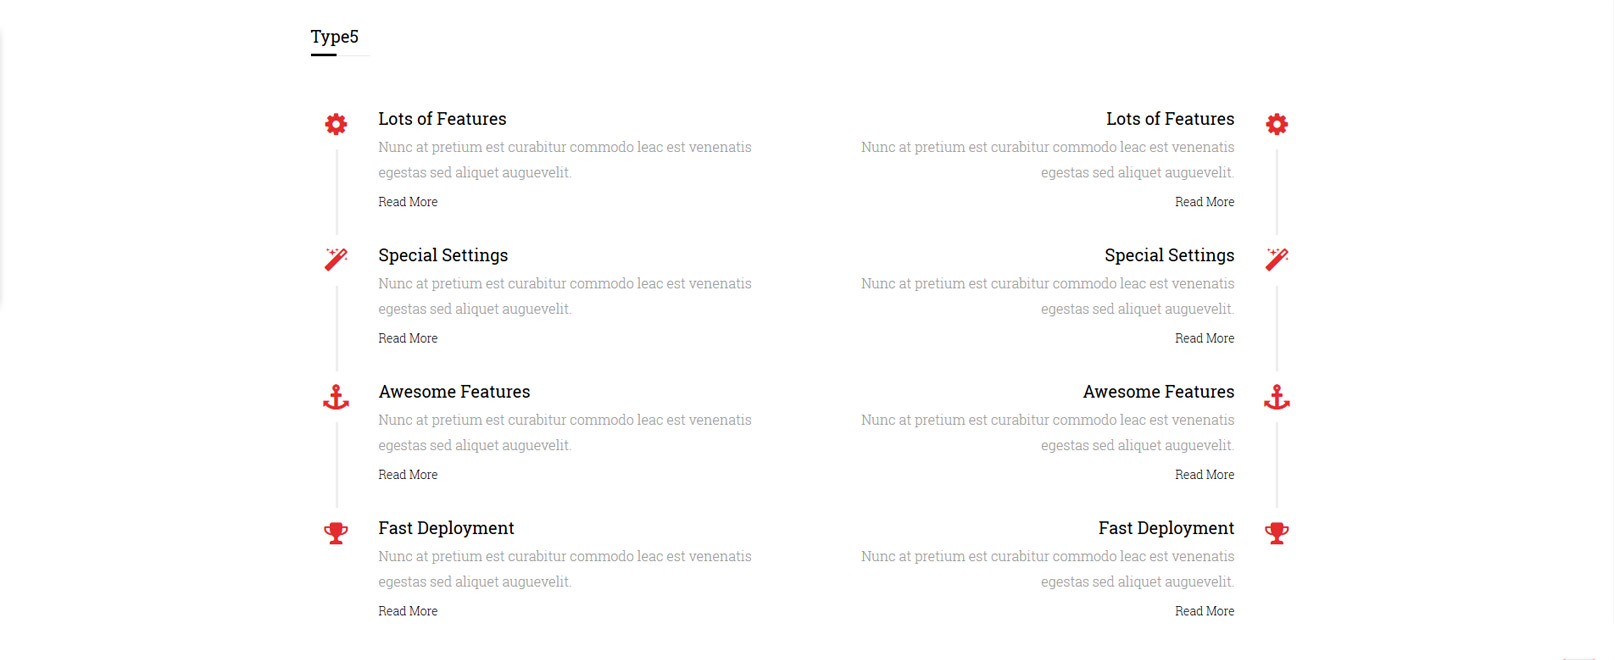 Type5
Lots of Features
Nunc at pretium est curabitur commodo leac est venenatis
egestas sed aliquet auguevelit.
Read More
Special Settings
Nunc at pretium est curabitur commodo leac est venenatis
egestas sed aliquet auguevelit.
Read More
Awesome Features
Nunc at pretium est curabitur commodo leac est venenatis
egestas sed aliquet auguevelit.
Read More
Fast Deployment
Nunc at pretium est curabitur commodo leac est venenatis
egestas sed aliquet auguevelit.
Read More
Lots of Features
Nunc at pretium est curabitur commodo leac est venenatis
egestas sed aliquet auguevelit.
Read More
Special Settings
Nunc at pretium est curabitur commodo leac est venenatis
egestas sed aliquet auguevelit.
Read More
Awesome Features
Nunc at pretium est curabitur commodo leac est venenatis
egestas sed aliquet auguevelit.
Read More
Fast Deployment
Nunc at pretium est curabitur commodo leac est venenatis
egestas sed aliquet auguevelit.
Read More